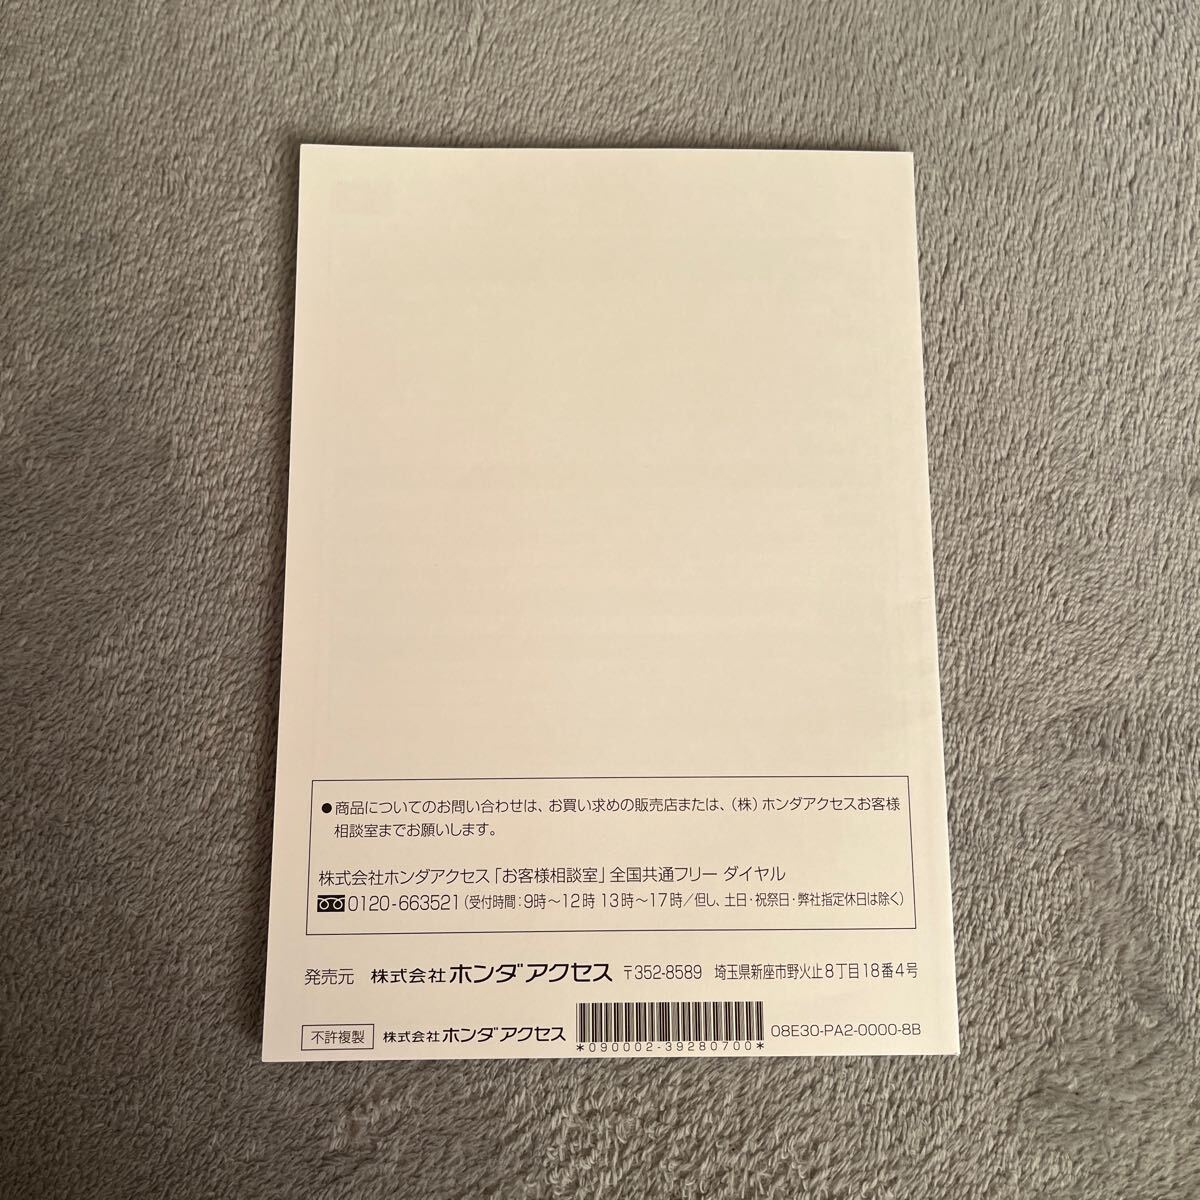 ●商品についてのお問い合わせは、お買い求めの販売店または、(株)ホンダアクセスお客様
相談室までお願いします。
株式会社ホンダアクセス「お客様相談室」全国共通フリーダイヤル
0120-663521(受付時間:9時〜12時 13時〜17時/但し、土日・祝祭日・弊社指定休日は除く)
発売元 株式会社ホンダアクセス 〒352-8589 埼玉県新座市野火止8丁目18番4号
不許複製 株式会社ホンダアクセス *090002-39280700* 08E30-PA2-0000-8B